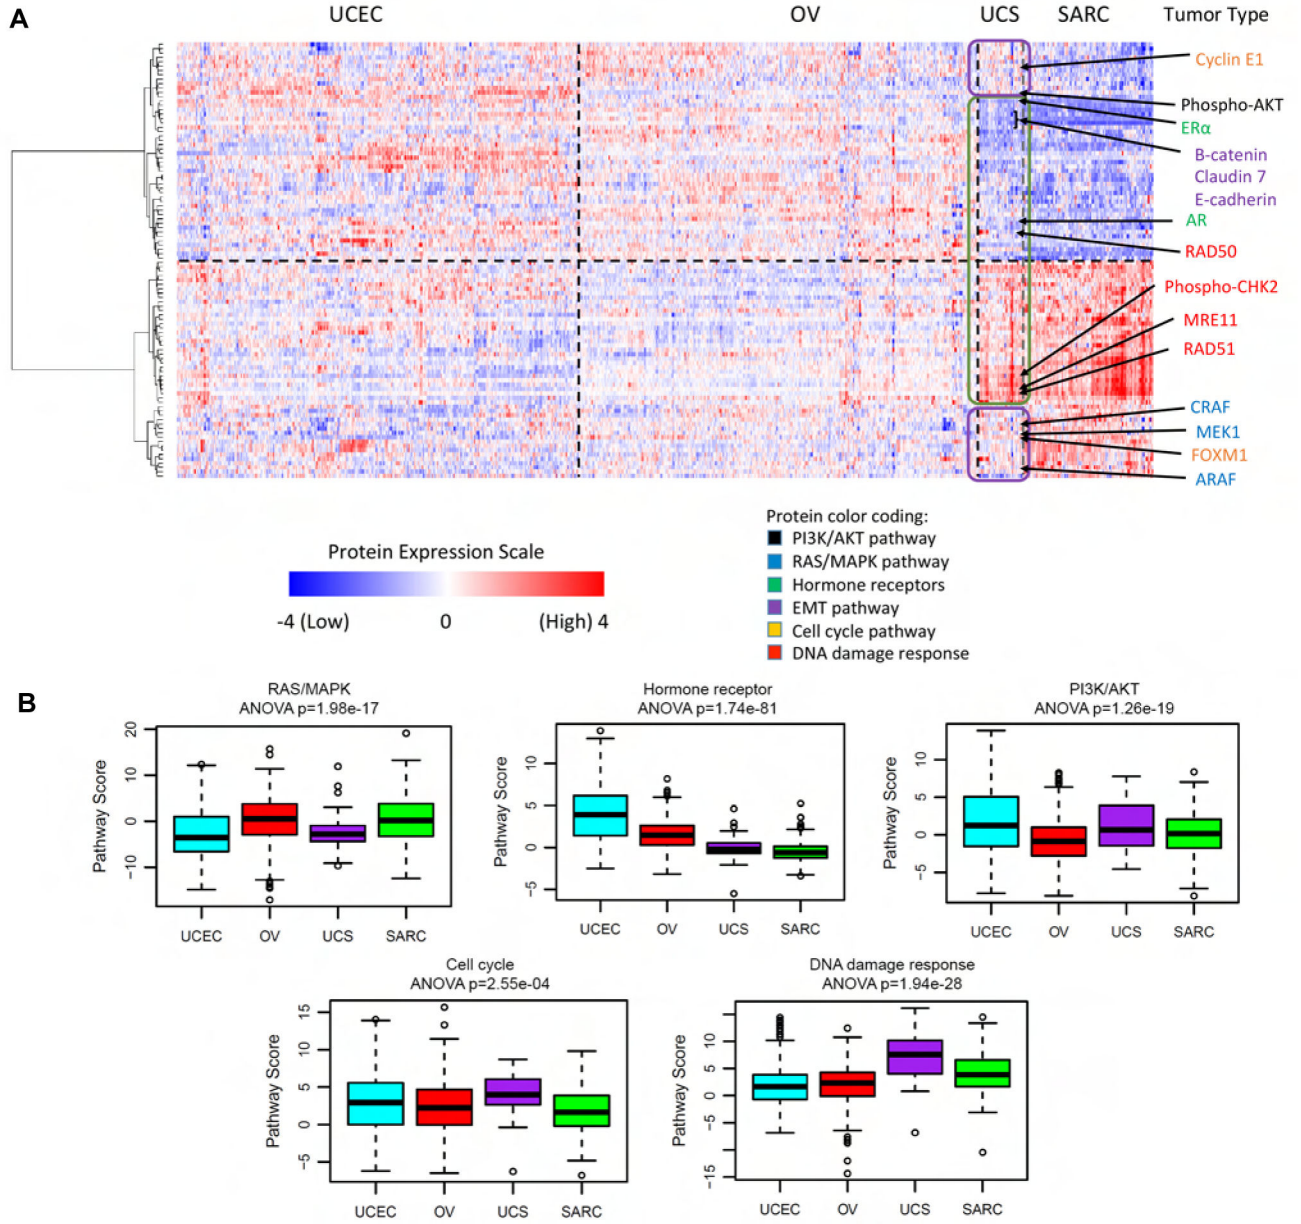 A
UCEC OV UCS SARC Tumor Type
Cyclin E1
Phospho-AKT
ERα
B-catenin
Claudin 7
E-cadherin
AR
RAD50
Phospho-CHK2
MRE11
RAD51
CRAF
MEK1
FOXM1
ARAF
Protein Expression Scale
-4 (Low) 0 (High) 4
Protein color coding:
PI3K/AKT pathway
RAS/MAPK pathway
Hormone receptors
EMT pathway
Cell cycle pathway
DNA damage response
B
RAS/MAPK
ANOVA p=1.98e-17
Pathway Score
20
10
0
-10
UCEC OV UCS SARC
Hormone receptor
ANOVA p=1.74e-81
Pathway Score
10
5
0
-5
UCEC OV UCS SARC
PI3K/AKT
ANOVA p=1.26e-19
Pathway Score
10
5
0
-5
UCEC OV UCS SARC
Cell cycle
ANOVA p=2.55e-04
Pathway Score
15
10
5
0
-5
UCEC OV UCS SARC
DNA damage response
ANOVA p=1.94e-28
Pathway Score
10
5
0
-5
-15
UCEC OV UCS SARC